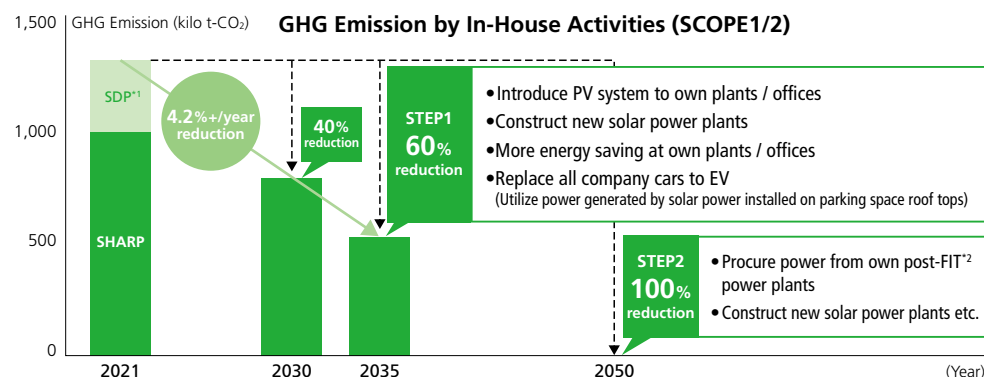 GHG Emission by In-House Activities (SCOPE1/2)
GHG Emission (kilo t-CO₂)
1,500
1,000
500
0
SDP*1
SHARP
4.2%+/year
reduction
40%
reduction
STEP1
60%
reduction
•Introduce PV system to own plants / offices
•Construct new solar power plants
•More energy saving at own plants / offices
•Replace all company cars to EV
(Utilize power generated by solar power installed on parking space roof tops)
STEP2
100%
reduction
•Procure power from own post-FIT*2
power plants
•Construct new solar power plants etc.
2021
2030
2035
2050
(Year)